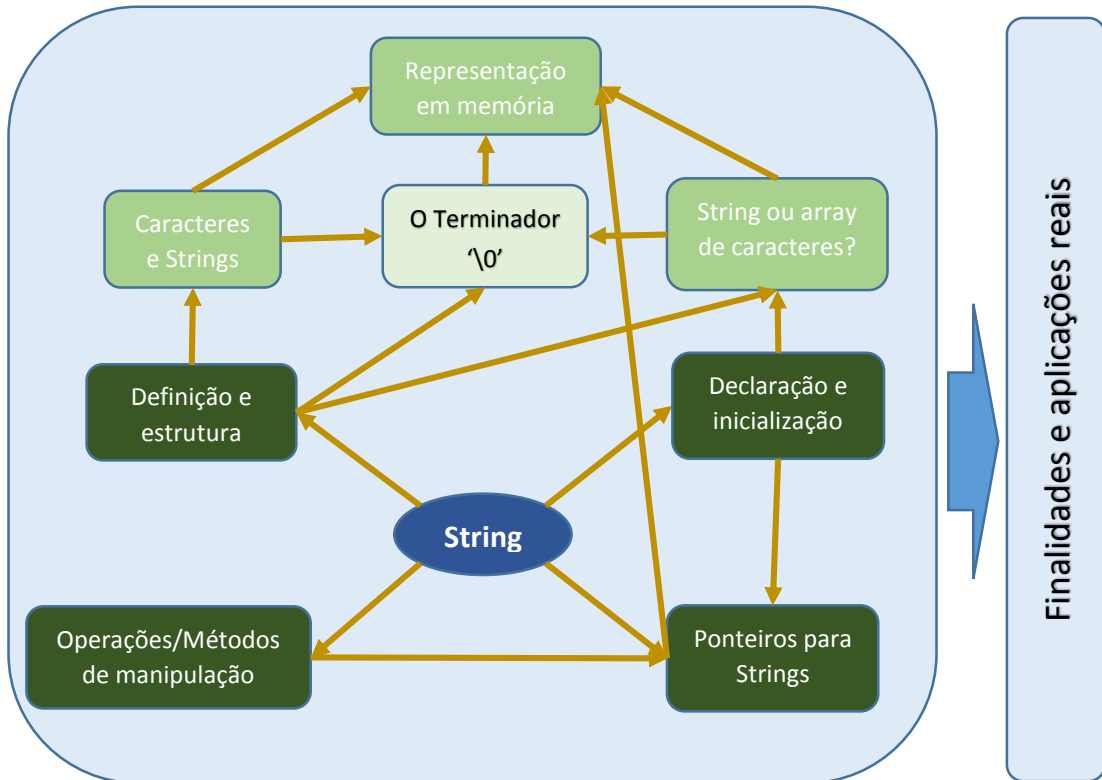 Representação
em memória
Caracteres
e Strings
O Terminador
‘\0’
String ou array
de caracteres?
Definição e
estrutura
Declaração e
inicialização
String
Operações/Métodos
de manipulação
Ponteiros para
Strings
Finalidades e aplicações reais